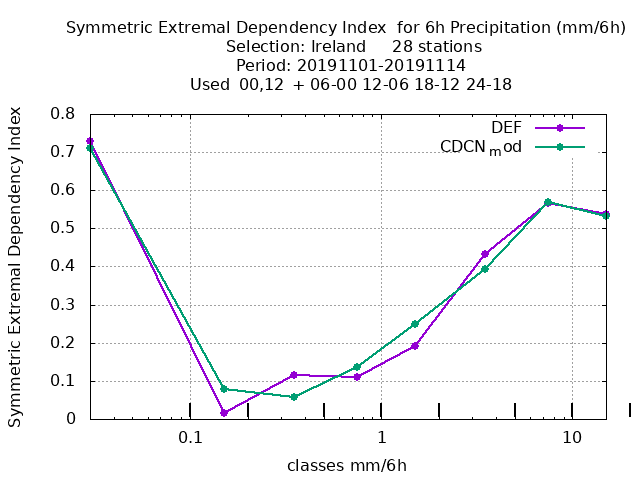 Symmetric Extremal Dependency Index  for 6h Precipitation (mm/6h)
Selection: Ireland     28 stations
Period: 20191101-20191114
Used  00,12  + 06-00 12-06 18-12 24-18
Symmetric Extremal Dependency Index
0.8
0.7
0.6
0.5
0.4
0.3
0.2
0.1
0
DEF
CDCNmod
0.1
1
10
classes mm/6h